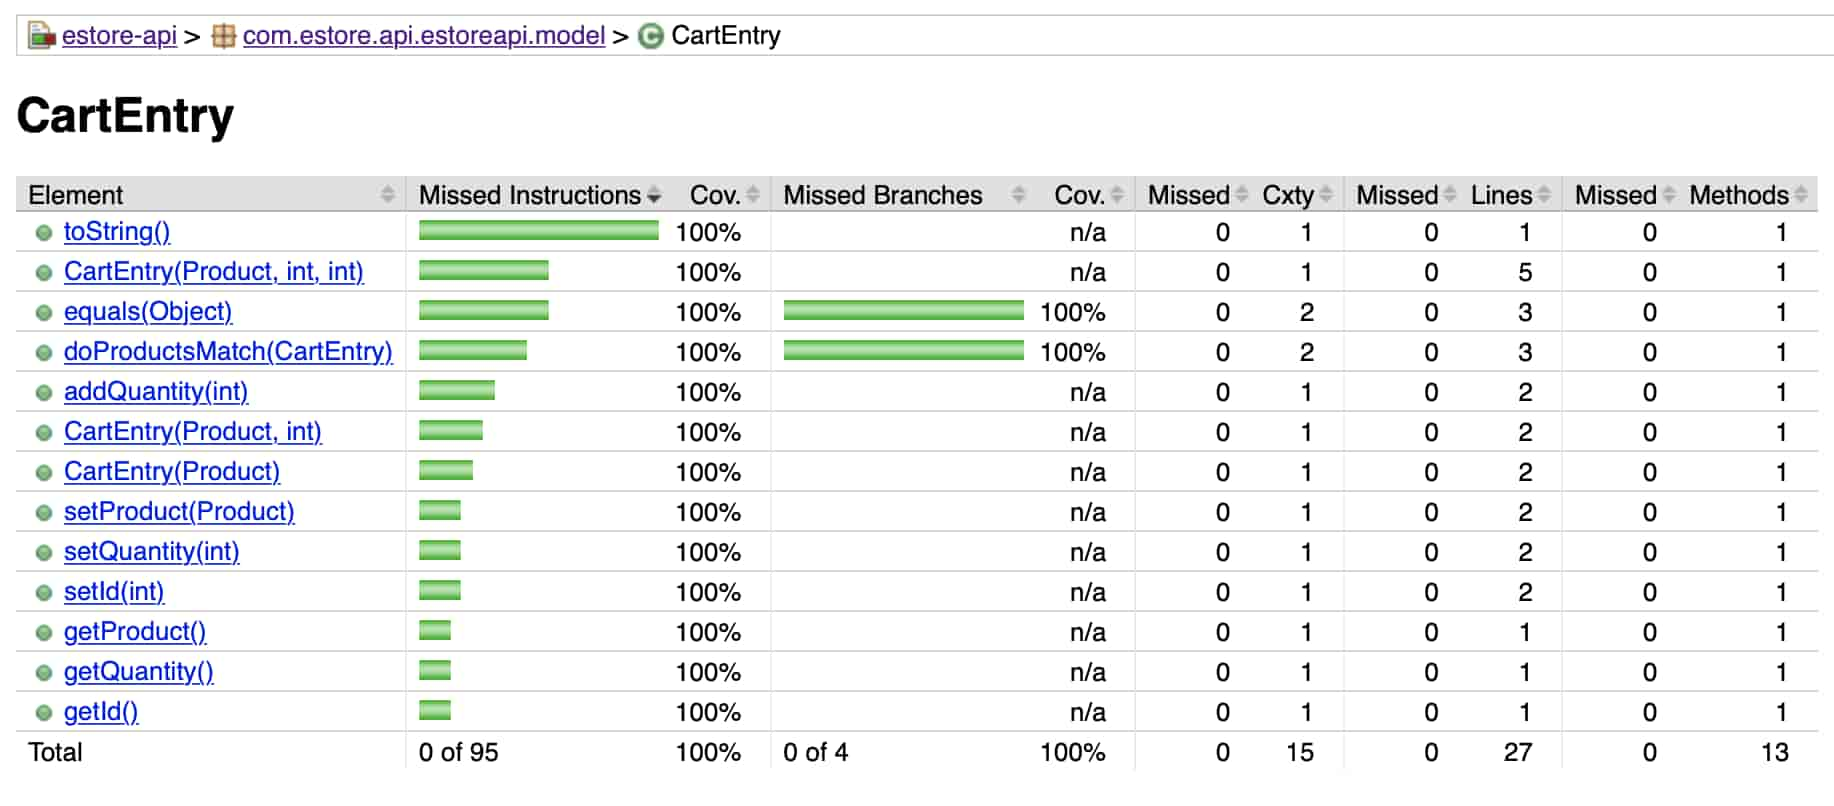 estore-api > com.estore.api.estoreapi.model > CartEntry
CartEntry
Element Missed Instructions Cov. Missed Branches Cov. Missed Cxty Missed Lines Missed Methods
toString() 100% n/a 0 1 0 1 0 1
CartEntry(Product, int, int) 100% n/a 0 1 0 5 0 1
equals(Object) 100% 100% 0 2 0 3 0 1
doProductsMatch(CartEntry) 100% 100% 0 2 0 3 0 1
addQuantity(int) 100% n/a 0 1 0 2 0 1
CartEntry(Product, int) 100% n/a 0 1 0 2 0 1
CartEntry(Product) 100% n/a 0 1 0 2 0 1
setProduct(Product) 100% n/a 0 1 0 2 0 1
setQuantity(int) 100% n/a 0 1 0 2 0 1
setId(int) 100% n/a 0 1 0 2 0 1
getProduct() 100% n/a 0 1 0 1 0 1
getQuantity() 100% n/a 0 1 0 1 0 1
getId() 100% n/a 0 1 0 1 0 1
Total 0 of 95 100% 0 of 4 100% 0 15 0 27 0 13